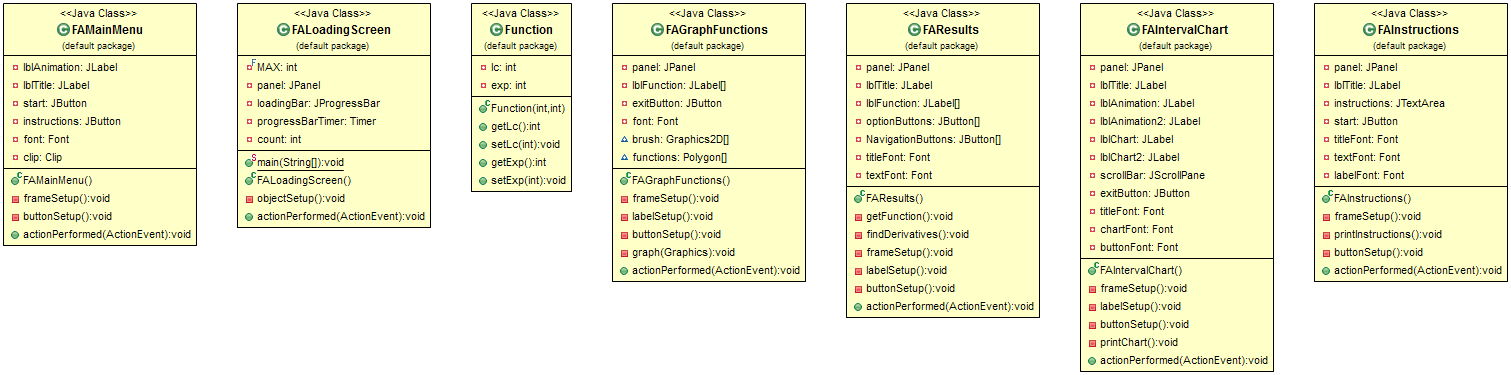 <<Java Class>>
FAMainMenu
(default package)
lblAnimation: JLabel
lblTitle: JLabel
start: JButton
instructions: JButton
font: Font
clip: Clip
FAMainMenu()
frameSetup():void
buttonSetup():void
actionPerformed(ActionEvent):void
<<Java Class>>
FALoadingScreen
(default package)
MAX: int
panel: JPanel
loadingBar: JProgressBar
progressBarTimer: Timer
count: int
main(String[]):void
FALoadingScreen()
objectSetup():void
actionPerformed(ActionEvent):void
<<Java Class>>
Function
(default package)
lc: int
exp: int
Function(int,int)
getLc():int
setLc(int):void
getExp():int
setExp(int):void
<<Java Class>>
FAGraphFunctions
(default package)
panel: JPanel
lblFunction: JLabel[]
exitButton: JButton
font: Font
brush: Graphics2D[]
functions: Polygon[]
FAGraphFunctions()
frameSetup():void
labelSetup():void
buttonSetup():void
graph(Graphics):void
actionPerformed(ActionEvent):void
<<Java Class>>
FAResults
(default package)
panel: JPanel
lblTitle: JLabel
lblFunction: JLabel[]
optionButtons: JButton[]
NavigationButtons: JButton[]
titleFont: Font
textFont: Font
FAResults()
getFunction():void
findDerivatives():void
frameSetup():void
labelSetup():void
buttonSetup():void
actionPerformed(ActionEvent):void
<<Java Class>>
FAIntervalChart
(default package)
panel: JPanel
lblTitle: JLabel
lblAnimation: JLabel
lblAnimation2: JLabel
lblChart: JLabel
lblChart2: JLabel
scrollBar: JScrollPane
exitButton: JButton
titleFont: Font
chartFont: Font
buttonFont: Font
FAIntervalChart()
frameSetup():void
labelSetup():void
buttonSetup():void
printChart():void
actionPerformed(ActionEvent):void
<<Java Class>>
FAInstructions
(default package)
panel: JPanel
lblTitle: JLabel
instructions: JTextArea
start: JButton
titleFont: Font
textFont: Font
labelFont: Font
FAInstructions()
frameSetup():void
printInstructions():void
buttonSetup():void
actionPerformed(ActionEvent):void